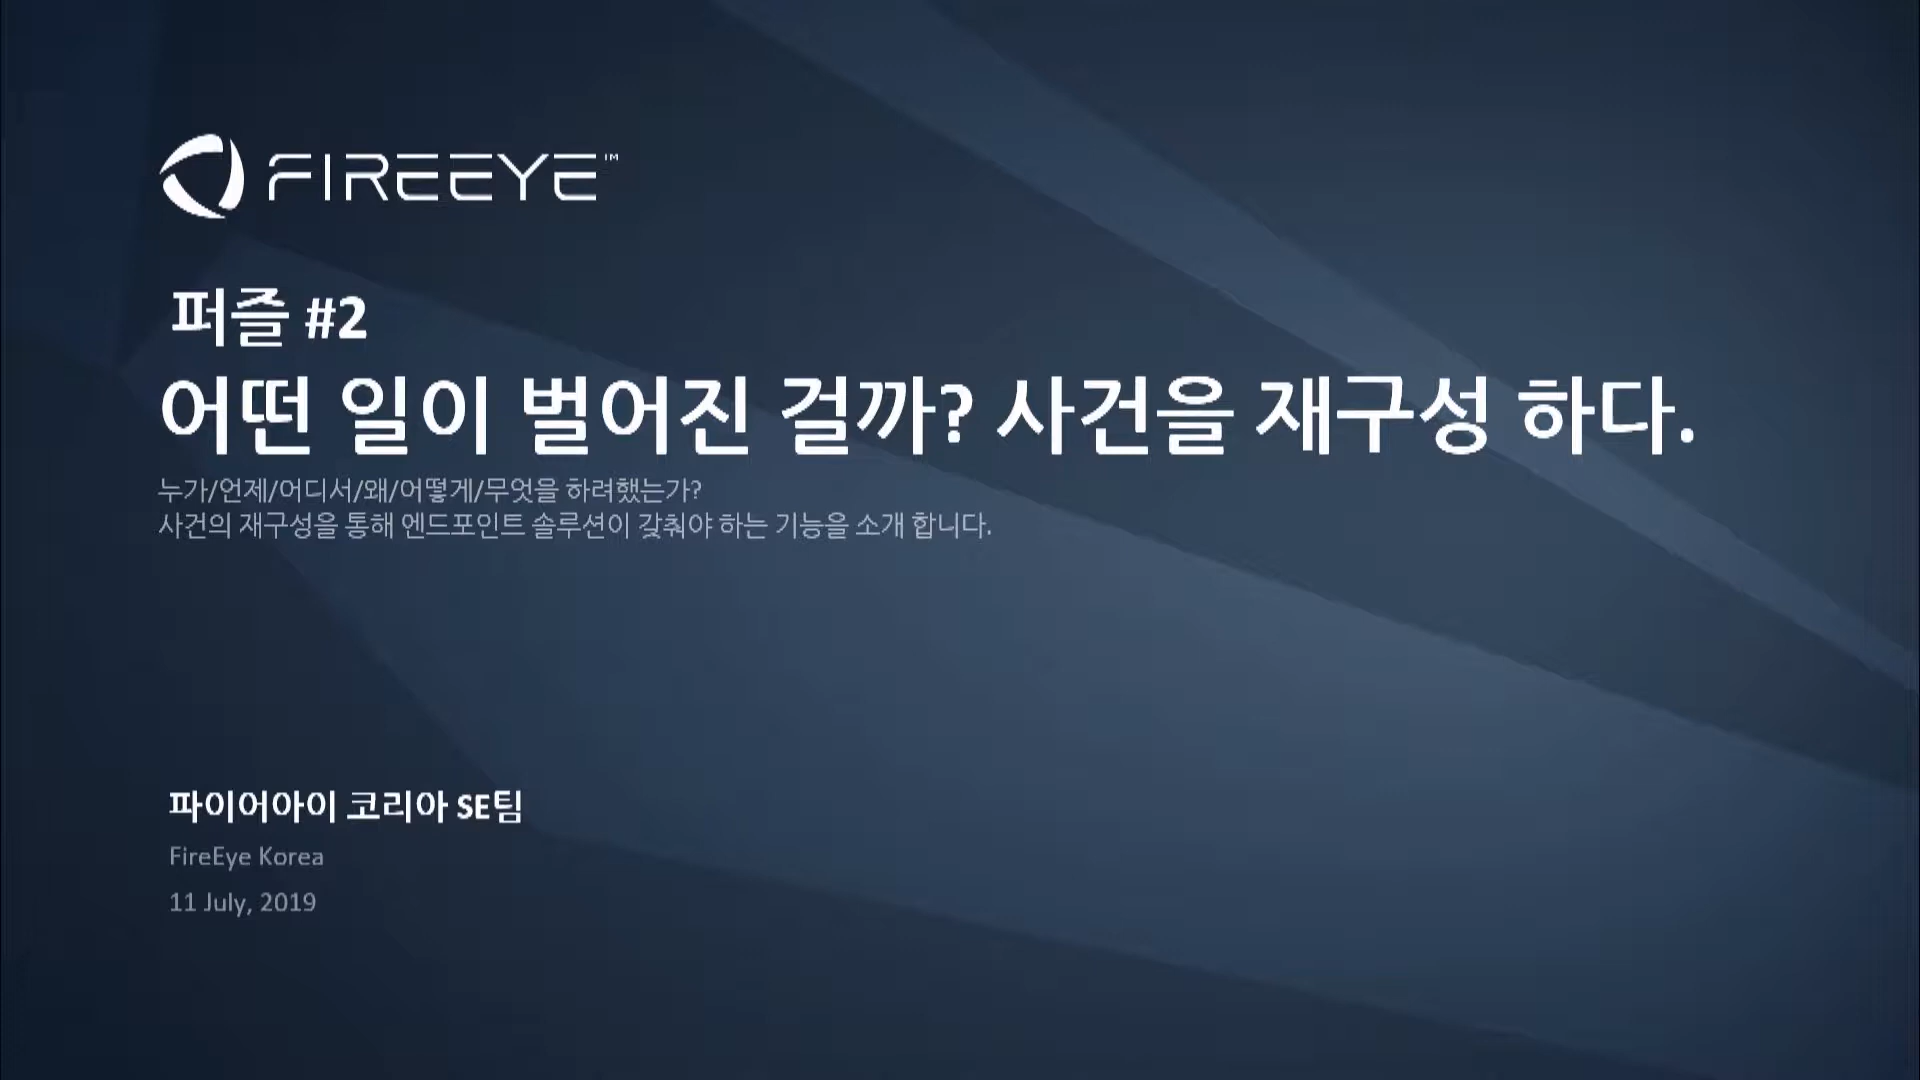 FIREEYE™
퍼즐 #2
어떤 일이 벌어진 걸까? 사건을 재구성 하다.
누가/언제/어디서/왜/어떻게/무엇을 하려했는가?
사건의 재구성을 통해 엔드포인트 솔루션이 갖춰야 하는 기능을 소개 합니다.
파이어아이 코리아 SE팀
FireEye Korea
11 July, 2019